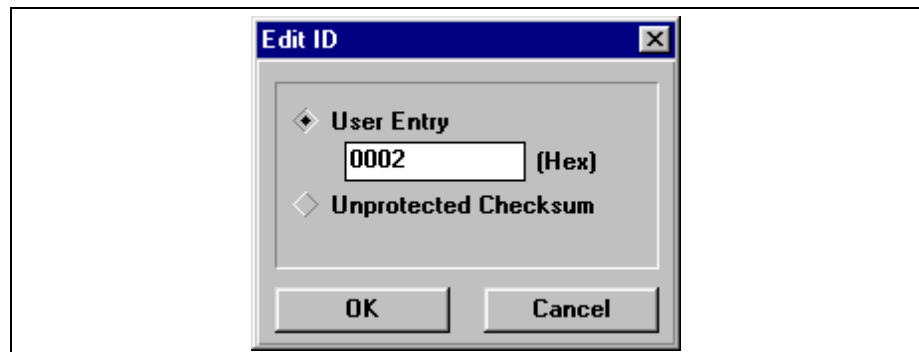 Edit ID
User Entry
0002 (Hex)
Unprotected Checksum
OK Cancel